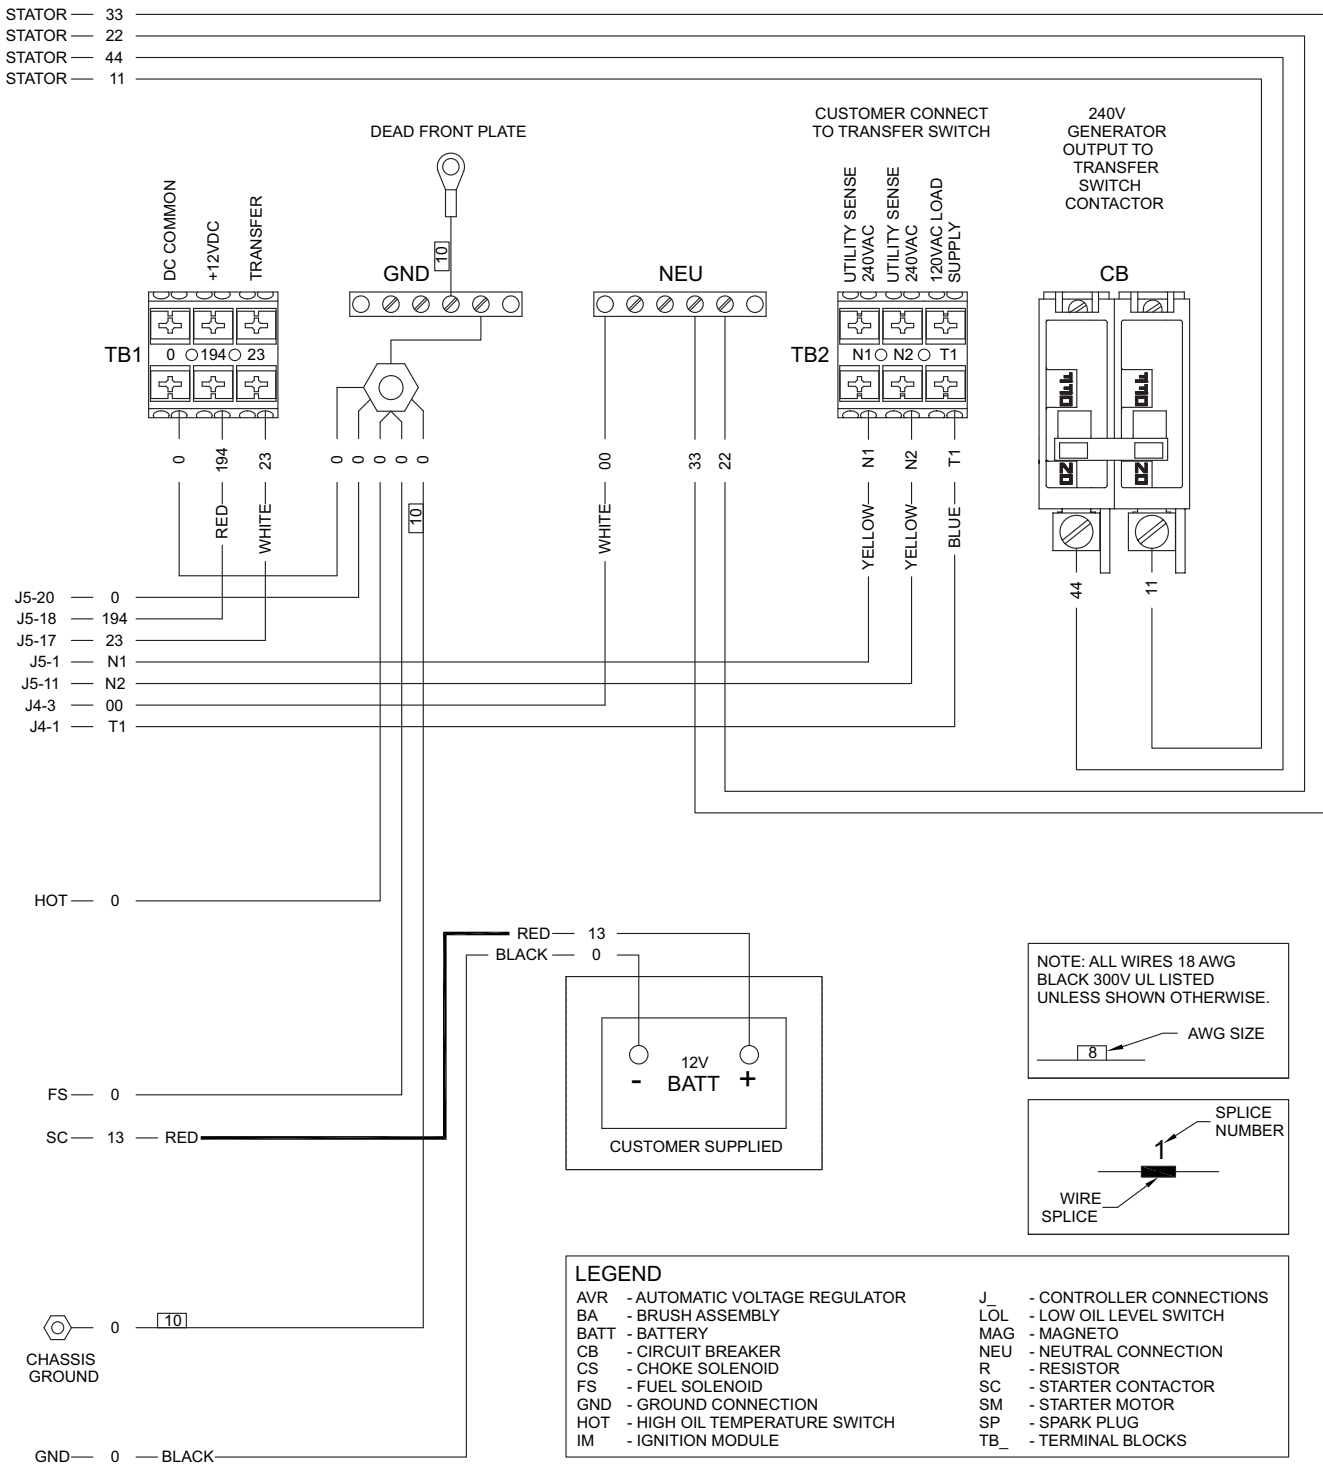 STATOR 33
STATOR 22
STATOR 44
STATOR 11
DEAD FRONT PLATE
CUSTOMER CONNECT
TO TRANSFER SWITCH
240V
GENERATOR
OUTPUT TO
TRANSFER
SWITCH
CONTACTOR
DC COMMON
+12VDC
TRANSFER
10
UTILITY SENSE
240VAC
UTILITY SENSE
240VAC
120VAC LOAD
SUPPLY
GND
NEU
CB
TB1
0 194 23
TB2
N1 N2 T1
OFF
OFF
ON
ON
0
194
23
0
0
0
0
0
00
33
22
N1
N2
T1
RED
WHITE
10
WHITE
YELLOW
YELLOW
BLUE
44
11
J5-20 0
J5-18 194
J5-17 23
J5-1 N1
J5-11 N2
J4-3 00
J4-1 T1
HOT 0
RED 13
BLACK 0
12V
BATT
- +
CUSTOMER SUPPLIED
FS 0
SC 13 RED
NOTE: ALL WIRES 18 AWG
BLACK 300V UL LISTED
UNLESS SHOWN OTHERWISE.
8 AWG SIZE
SPLICE
NUMBER
1
WIRE
SPLICE
0 10
CHASSIS
GROUND
GND 0 BLACK
LEGEND
AVR - AUTOMATIC VOLTAGE REGULATOR
BA - BRUSH ASSEMBLY
BATT - BATTERY
CB - CIRCUIT BREAKER
CS - CHOKE SOLENOID
FS - FUEL SOLENOID
GND - GROUND CONNECTION
HOT - HIGH OIL TEMPERATURE SWITCH
IM - IGNITION MODULE
J_ - CONTROLLER CONNECTIONS
LOL - LOW OIL LEVEL SWITCH
MAG - MAGNETO
NEU - NEUTRAL CONNECTION
R - RESISTOR
SC - STARTER CONTACTOR
SM - STARTER MOTOR
SP - SPARK PLUG
TB_ - TERMINAL BLOCKS